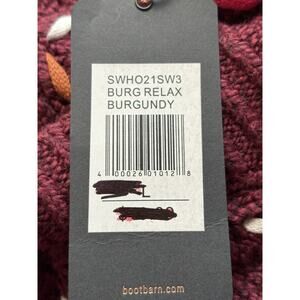 SWHO21SW3
BURG RELAX
BURGUNDY
4 00026 01012 8
L
bootbarn.com